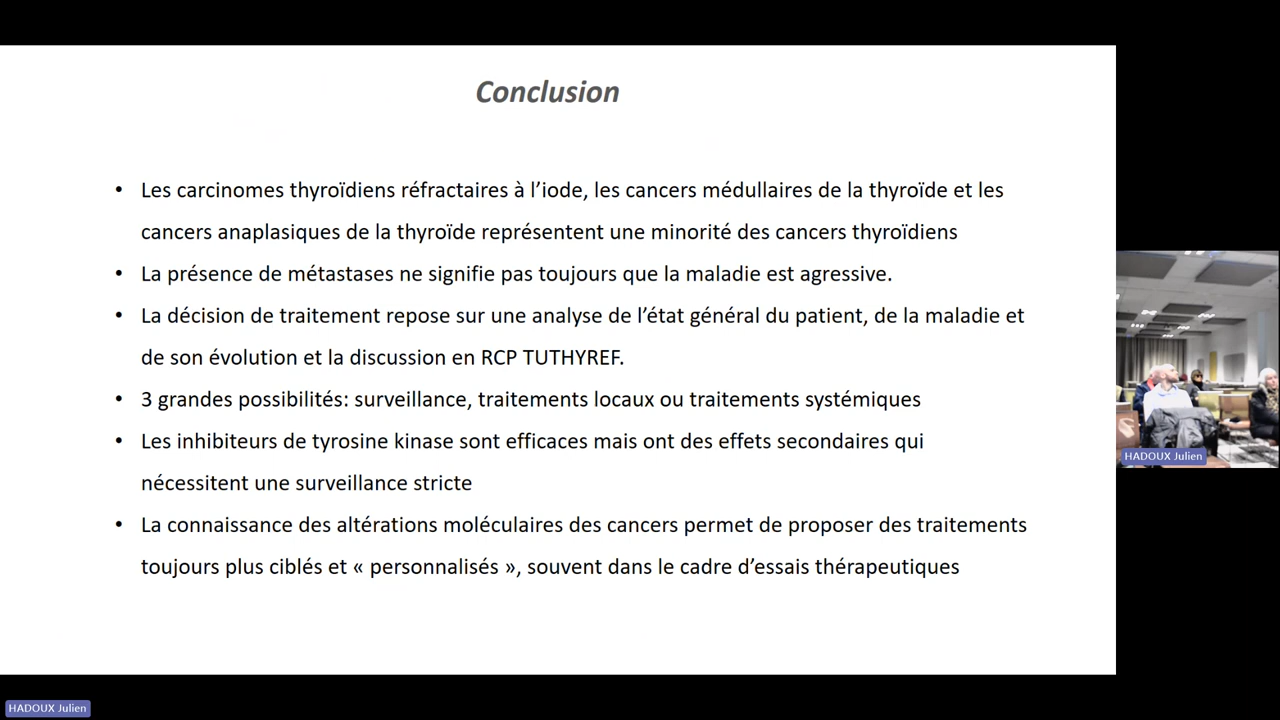 Conclusion
• Les carcinomes thyroïdiens réfractaires à l’iode, les cancers médullaires de la thyroïde et les
cancers anaplasiques de la thyroïde représentent une minorité des cancers thyroïdiens
• La présence de métastases ne signifie pas toujours que la maladie est agressive.
• La décision de traitement repose sur une analyse de l’état général du patient, de la maladie et
de son évolution et la discussion en RCP TUTHYREF.
• 3 grandes possibilités: surveillance, traitements locaux ou traitements systémiques
• Les inhibiteurs de tyrosine kinase sont efficaces mais ont des effets secondaires qui
nécessitent une surveillance stricte
• La connaissance des altérations moléculaires des cancers permet de proposer des traitements
toujours plus ciblés et « personnalisés », souvent dans le cadre d’essais thérapeutiques
HADOUX Julien
HADOUX Julien